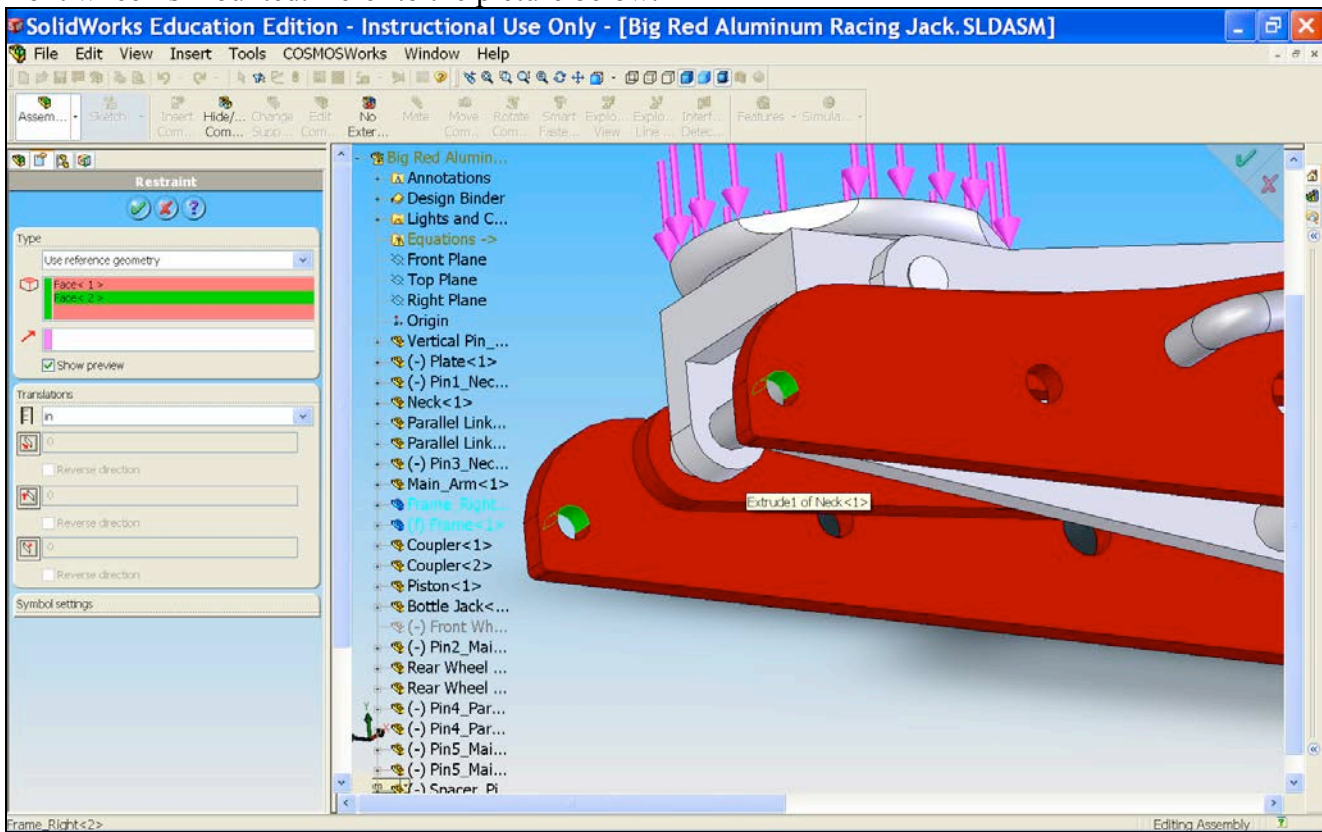 SolidWorks Education Edition - Instructional Use Only - [Big Red Aluminum Racing Jack.SLDASM]
File Edit View Insert Tools COSMOSWorks Window Help
Assem... Sketch Insert Com... Hide/... Com... Change Supp... Edit Com... No Exter... Mate Move Com... Rotate Com... Smart Faste... Explo... View Explo... Line ... Interf... Detec... Features Simula...
Restraint
Type
Use reference geometry
Face< 1 >
Face< 2 >
Show preview
Translations
in
0
Reverse direction
0
Reverse direction
0
Reverse direction
Symbol settings
Big Red Alumin...
Annotations
Design Binder
Lights and C...
Equations ->
Front Plane
Top Plane
Right Plane
Origin
Vertical Pin_...
(-) Plate<1>
(-) Pin1_Nec...
Neck<1>
Parallel Link...
Parallel Link...
(-) Pin3_Nec...
Main_Arm<1>
Frame_Right...
(f) Frame<1>
Coupler<1>
Coupler<2>
Piston<1>
Bottle Jack<...
(-) Front Wh...
(-) Pin2_Mai...
Rear Wheel ...
Rear Wheel ...
(-) Pin4_Par...
(-) Pin4_Par...
(-) Pin5_Mai...
(-) Pin5_Mai...
(-) Spacer_Pi
Extrude1 of Neck<1>
Y
X
Frame_Right<2>
Editing Assembly